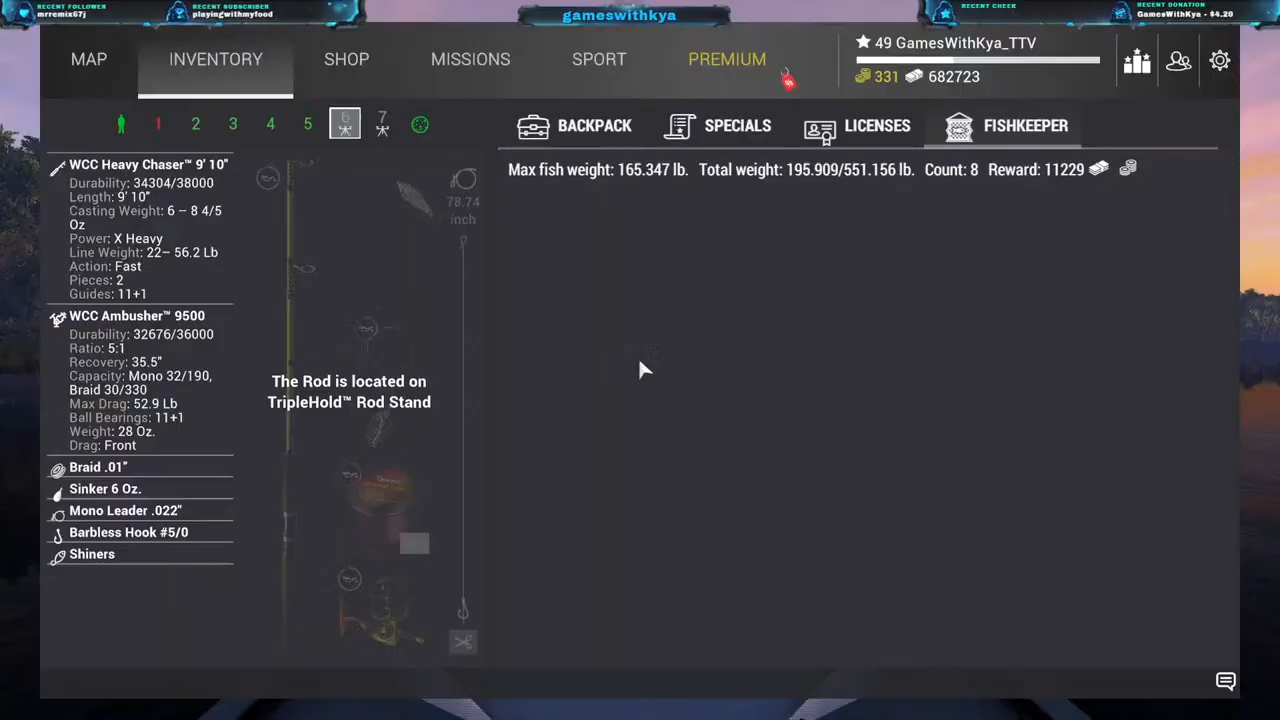 RECENT FOLLOWER
mrremix67j
RECENT SUBSCRIBER
playingwithmyfood
gameswithkya
RECENT CHEER
RECENT DONATION
GamesWithKya - $4.20
MAP
INVENTORY
SHOP
MISSIONS
SPORT
PREMIUM
49 GamesWithKya_TTV
331
682723
1
2
3
4
5
6
7
BACKPACK
SPECIALS
LICENSES
FISHKEEPER
Max fish weight: 165.347 lb. Total weight: 195.909/551.156 lb. Count: 8 Reward: 11229
WCC Heavy Chaser™ 9' 10"
Durability: 34304/38000
Length: 9' 10"
Casting Weight: 6 – 8 4/5
Oz
Power: X Heavy
Line Weight: 22– 56.2 Lb
Action: Fast
Pieces: 2
Guides: 11+1
WCC Ambusher™ 9500
Durability: 32676/36000
Ratio: 5:1
Recovery: 35.5"
Capacity: Mono 32/190,
Braid 30/330
Max Drag: 52.9 Lb
Ball Bearings: 11+1
Weight: 28 Oz.
Drag: Front
Braid .01"
Sinker 6 Oz.
Mono Leader .022"
Barbless Hook #5/0
Shiners
78.74
inch
The Rod is located on
TripleHold™ Rod Stand